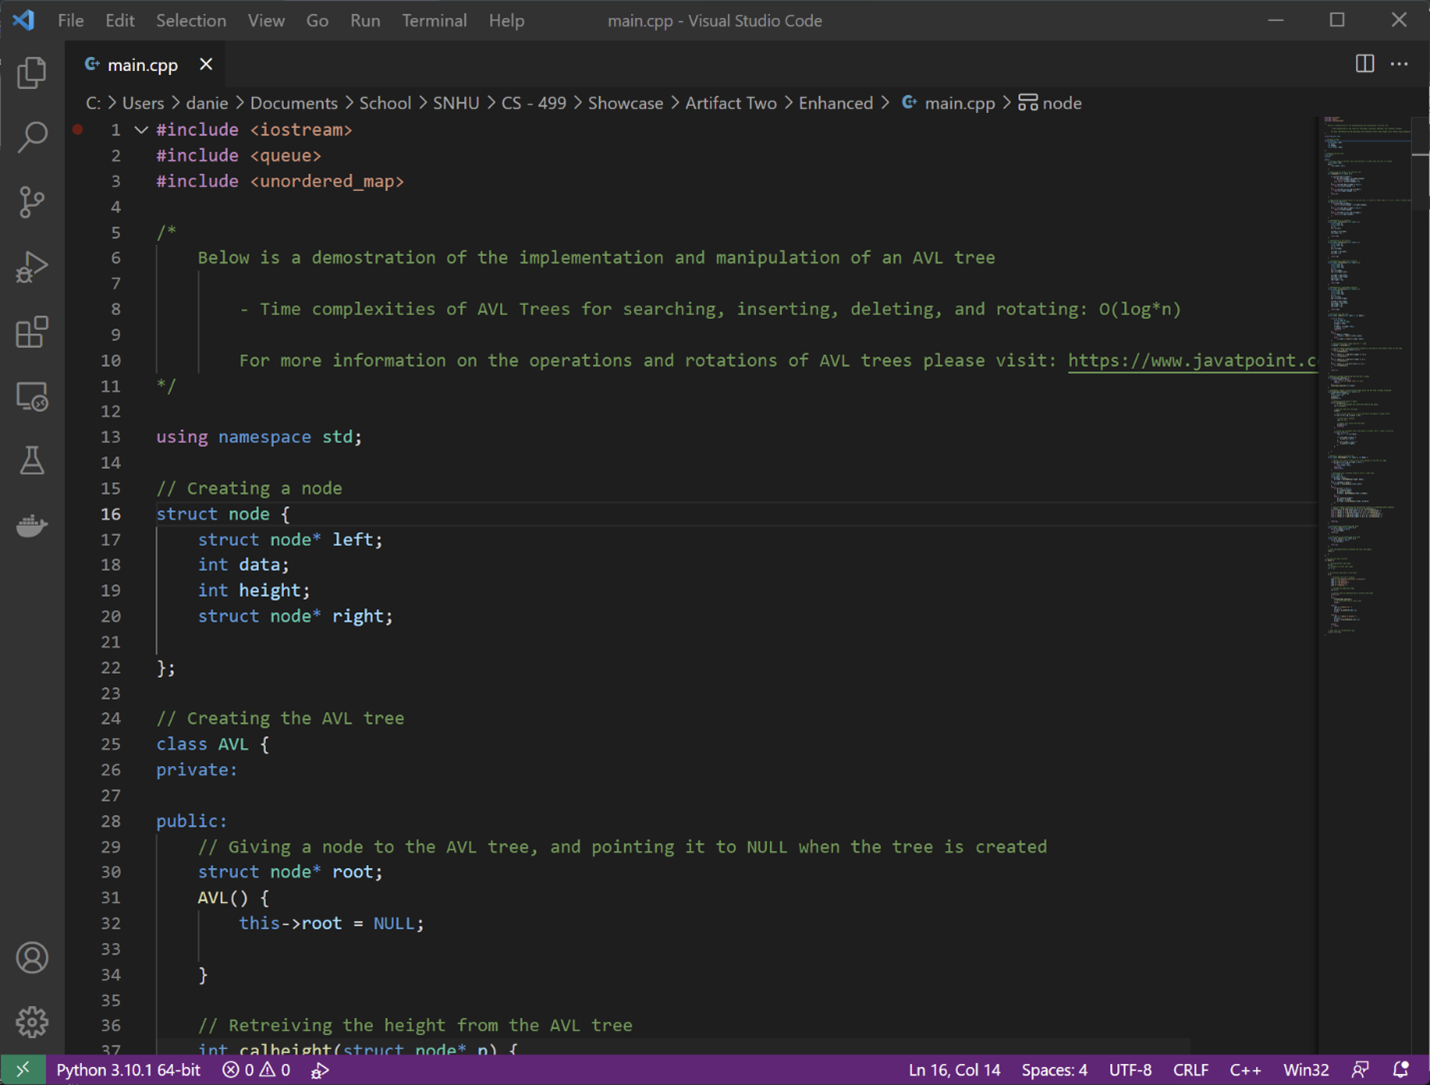 File Edit Selection View Go Run Terminal Help main.cpp - Visual Studio Code
main.cpp
C: > Users > danie > Documents > School > SNHU > CS - 499 > Showcase > Artifact Two > Enhanced > main.cpp > node
1 #include <iostream>
2 #include <queue>
3 #include <unordered_map>
4
5 /*
6 Below is a demostration of the implementation and manipulation of an AVL tree
7
8 - Time complexities of AVL Trees for searching, inserting, deleting, and rotating: O(log*n)
9
10 For more information on the operations and rotations of AVL trees please visit: https://www.javatpoint.c
11 */
12
13 using namespace std;
14
15 // Creating a node
16 struct node {
17 struct node* left;
18 int data;
19 int height;
20 struct node* right;
21
22 };
23
24 // Creating the AVL tree
25 class AVL {
26 private:
27
28 public:
29 // Giving a node to the AVL tree, and pointing it to NULL when the tree is created
30 struct node* root;
31 AVL() {
32 this->root = NULL;
33
34 }
35
36 // Retreiving the height from the AVL tree
37 int calheight(struct node* p) {
Python 3.10.1 64-bit 0 0 Ln 16, Col 14 Spaces: 4 UTF-8 CRLF C++ Win32